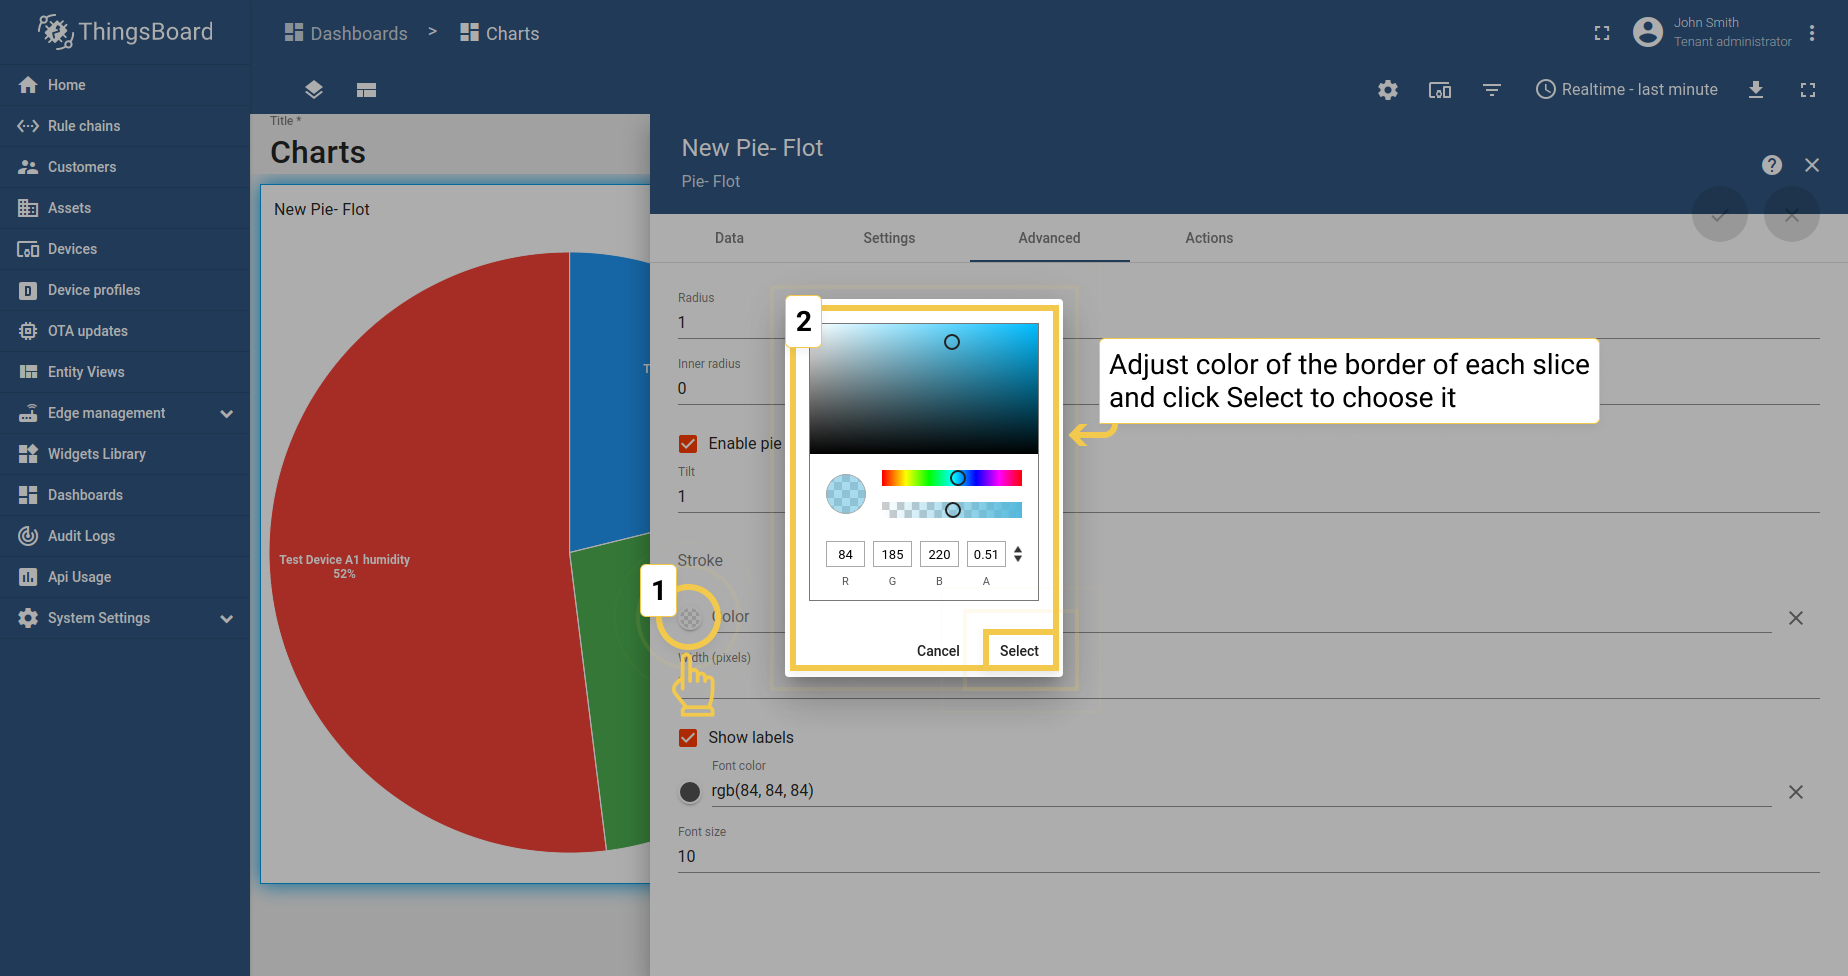 ThingsBoard
Dashboards > Charts
John Smith
Tenant administrator
Home
Rule chains
Customers
Assets
Devices
Device profiles
OTA updates
Entity Views
Edge management
Widgets Library
Dashboards
Audit Logs
Api Usage
System Settings
Realtime - last minute
Title *
Charts
New Pie- Flot
Test Device A1 humidity
52%
T
New Pie- Flot
Pie- Flot
Data
Settings
Advanced
Actions
Radius
1
Inner radius
0
Enable pie
Tilt
1
Stroke
1
Color
Width (pixels)
Show labels
Font color
rgb(84, 84, 84)
Font size
10
2
84
185
220
0.51
R
G
B
A
Cancel
Select
Adjust color of the border of each slice
and click Select to choose it